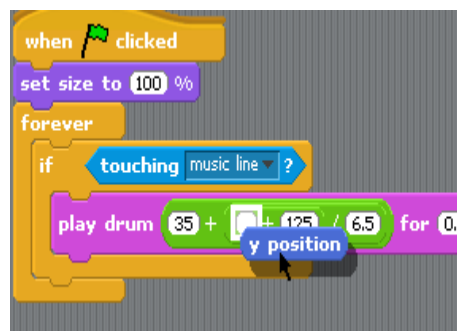 when clicked
set size to 100 %
forever
if touching music line ?
play drum 35 + + 125 / 6.5 for 0.
y position